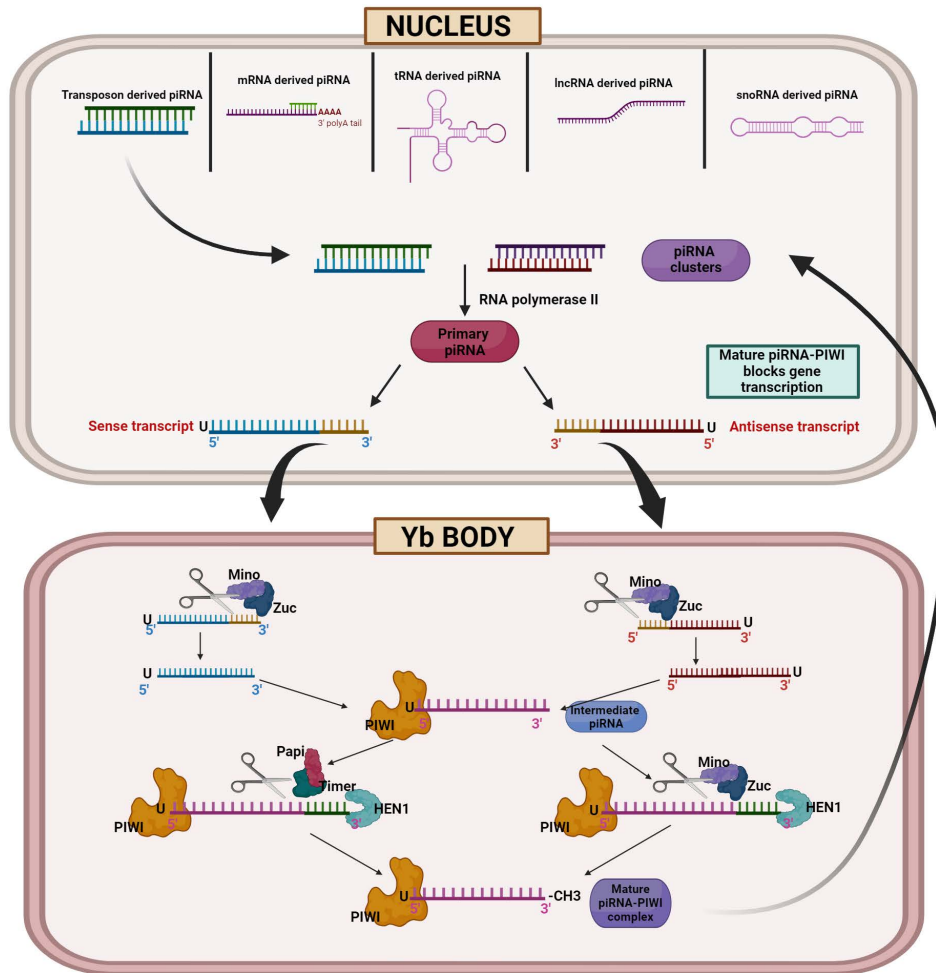 NUCLEUS
Transposon derived piRNA
mRNA derived piRNA
AAAA
3' polyA tail
tRNA derived piRNA
lncRNA derived piRNA
snoRNA derived piRNA
piRNA
clusters
RNA polymerase II
Primary
piRNA
Mature piRNA-PIWI
blocks gene
transcription
Sense transcript
U
5'
3'
3'
U
5'
Antisense transcript
Yb BODY
Mino
Zuc
U
5'
3'
Mino
Zuc
3'
U
5'
U
5'
3'
5'
3'
U
PIWI
U
5'
3'
Intermediate
piRNA
Papi
Timer
PIWI
U
5'
3'
HEN1
Mino
Zuc
PIWI
U
5'
3'
HEN1
PIWI
U
5'
3'
-CH3
Mature
piRNA-PIWI
complex